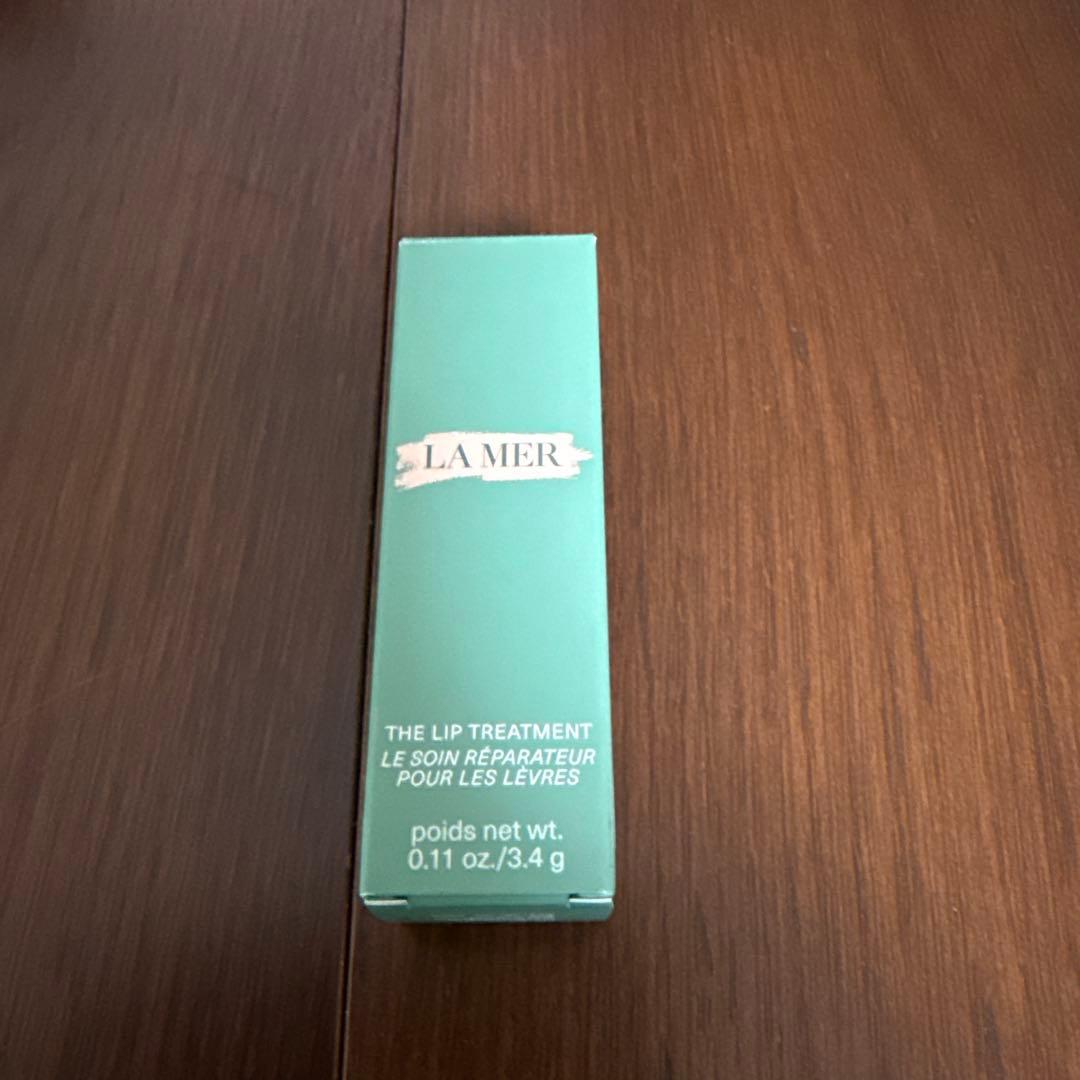 LA MER
THE LIP TREATMENT
LE SOIN RÉPARATEUR
POUR LES LÈVRES
poids net wt.
0.11 oz./3.4 g